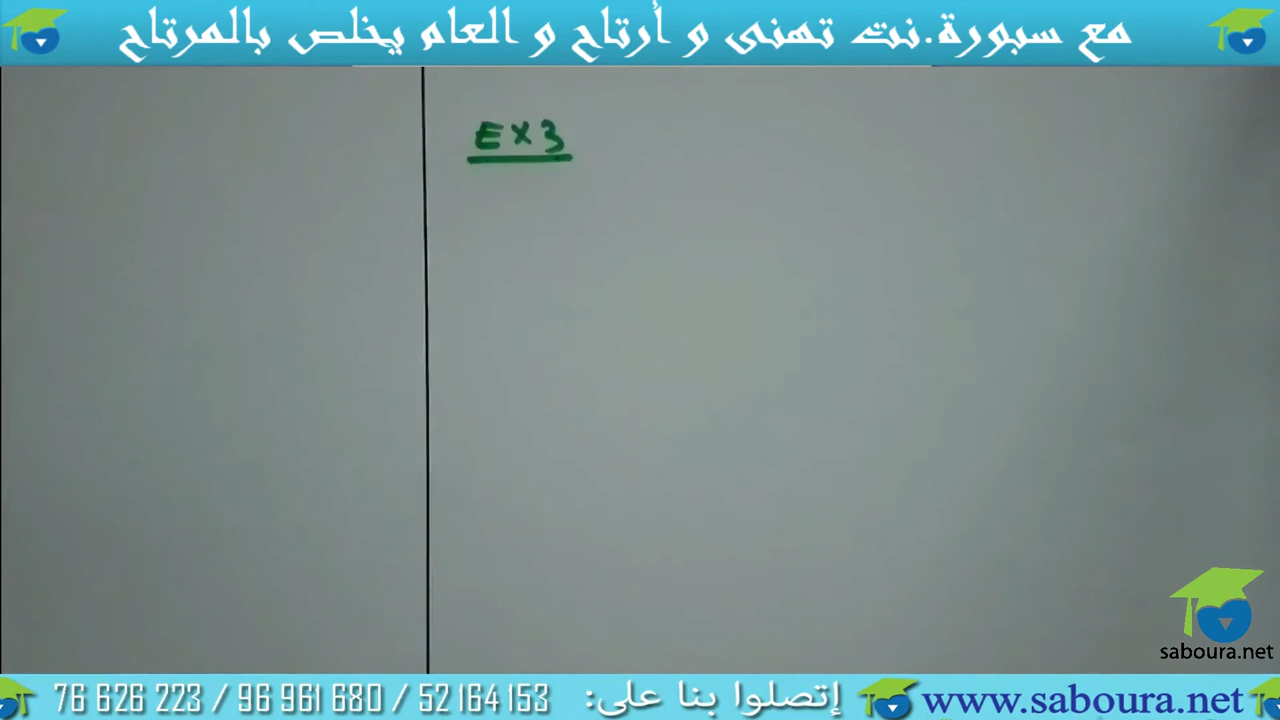 مع سبورة.نت تهنى و أرتاح و العام يخلص بالمرتاح
EX3
saboura.net
76 626 223 / 96 961 680 / 52 164 153 إتصلوا بنا على:
www.saboura.net